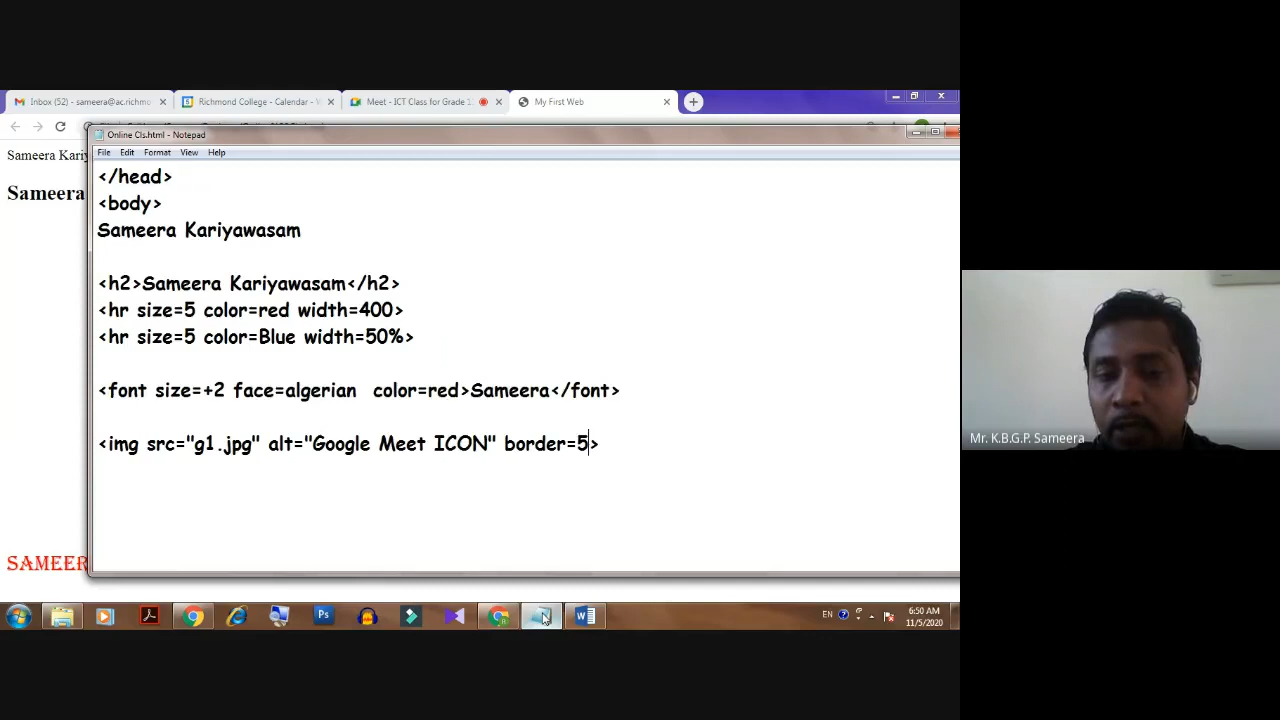 Inbox (52) - sameera@ac.richmo
Richmond College - Calendar - W
Meet - ICT Class for Grade 1
My First Web
Online Cls.html - Notepad
File Edit Format View Help
Sameera Kariy
Sameera
</head>
<body>
Sameera Kariyawasam
<h2>Sameera Kariyawasam</h2>
<hr size=5 color=red width=400>
<hr size=5 color=Blue width=50%>
<font size=+2 face=algerian  color=red>Sameera</font>
<img src="g1.jpg" alt="Google Meet ICON" border=5>
SAMEER
Mr. K.B.G.P. Sameera
Ps
W
EN
6:50 AM
11/5/2020